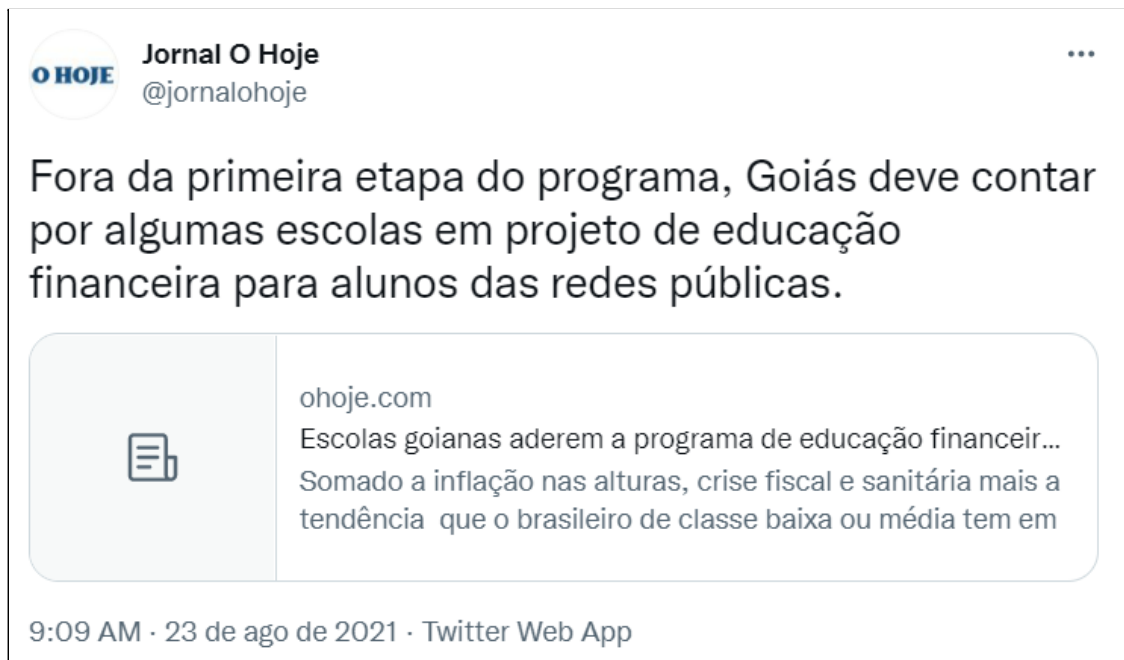 O HOJE
Jornal O Hoje
@jornalohoje
Fora da primeira etapa do programa, Goiás deve contar
por algumas escolas em projeto de educação
financeira para alunos das redes públicas.
ohoje.com
Escolas goianas aderem a programa de educação financeir...
Somado a inflação nas alturas, crise fiscal e sanitária mais a
tendência  que o brasileiro de classe baixa ou média tem em
9:09 AM · 23 de ago de 2021 · Twitter Web App